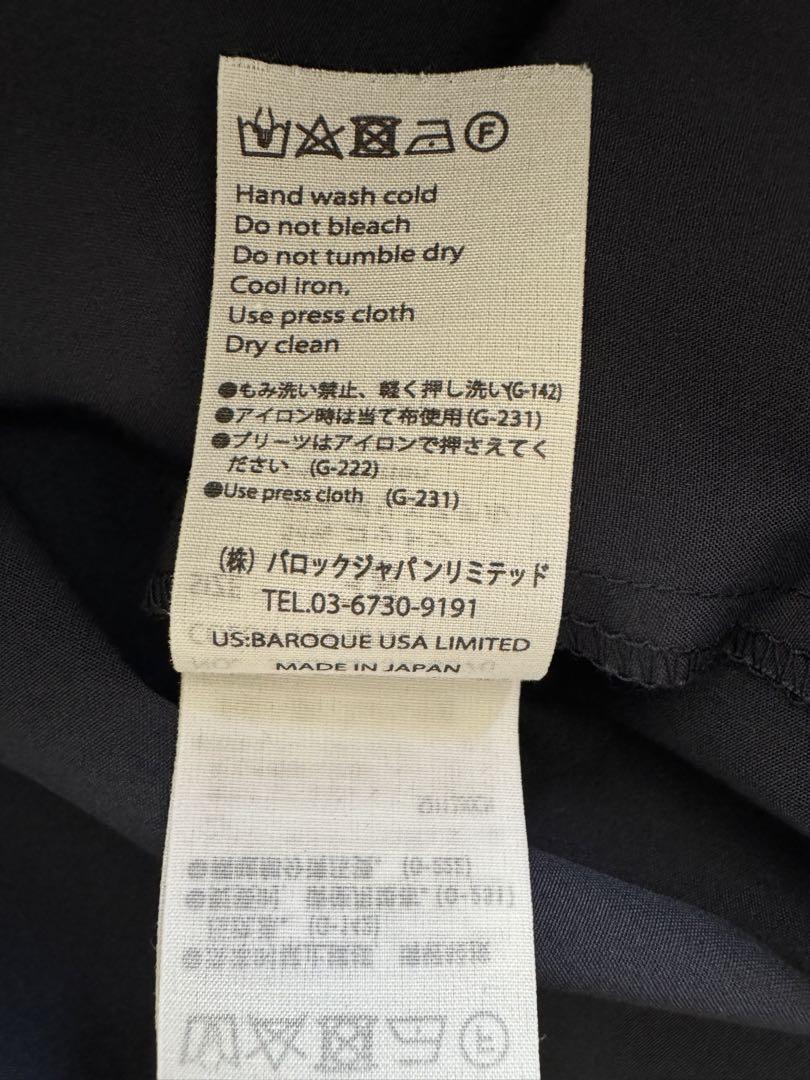 F
Hand wash cold
Do not bleach
Do not tumble dry
Cool iron,
Use press cloth
Dry clean
●もみ洗い禁止、軽く押し洗い(G-142)
●アイロン時は当て布使用(G-231)
●プリーツはアイロンで押さえてく
ださい (G-222)
●Use press cloth (G-231)
(株) バロックジャパンリミテッド
TEL.03-6730-9191
US:BAROQUE USA LIMITED
MADE IN JAPAN